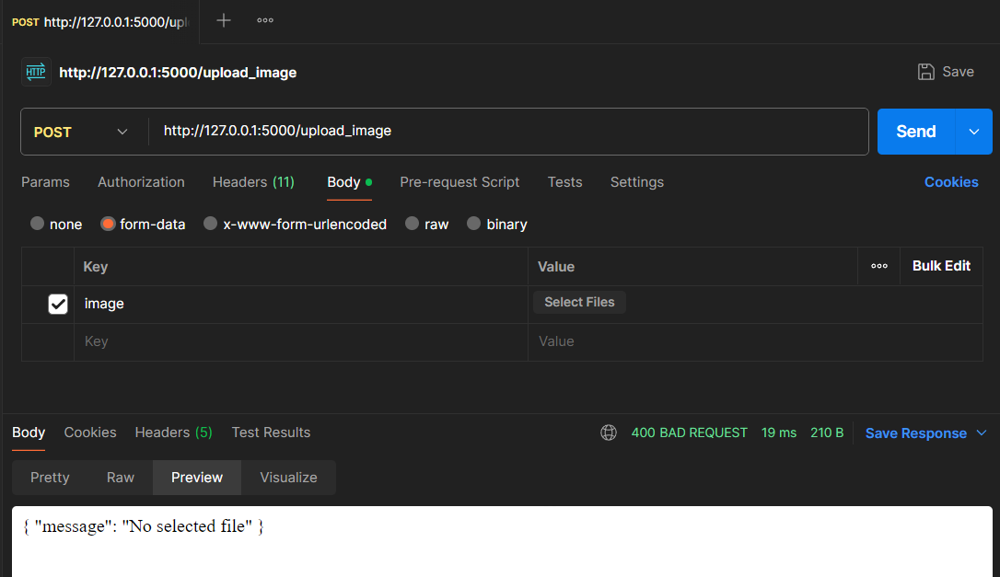 POST http://127.0.0.1:5000/upl
HTTP http://127.0.0.1:5000/upload_image Save
POST http://127.0.0.1:5000/upload_image Send
Params Authorization Headers (11) Body Pre-request Script Tests Settings Cookies
none form-data x-www-form-urlencoded raw binary
Key Value Bulk Edit
image Select Files
Key Value
Body Cookies Headers (5) Test Results 400 BAD REQUEST 19 ms 210 B Save Response
Pretty Raw Preview Visualize
{ "message": "No selected file" }